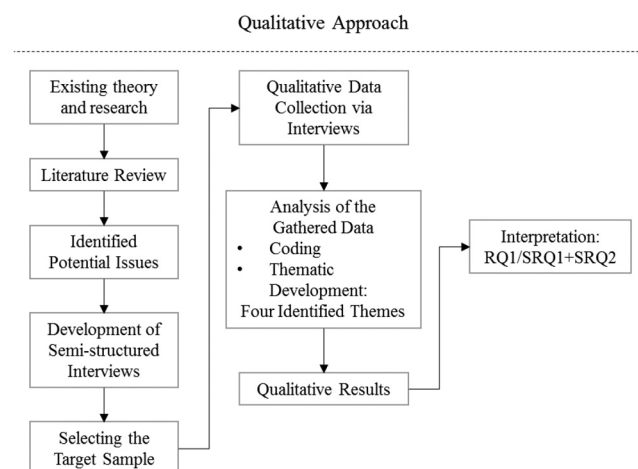 Qualitative Approach
Existing theory
and research
Literature Review
Identified
Potential Issues
Development of
Semi-structured
Interviews
Selecting the
Target Sample
Qualitative Data
Collection via
Interviews
Analysis of the
Gathered Data
• Coding
• Thematic
Development:
Four Identified Themes
Qualitative Results
Interpretation:
RQ1/SRQ1+SRQ2